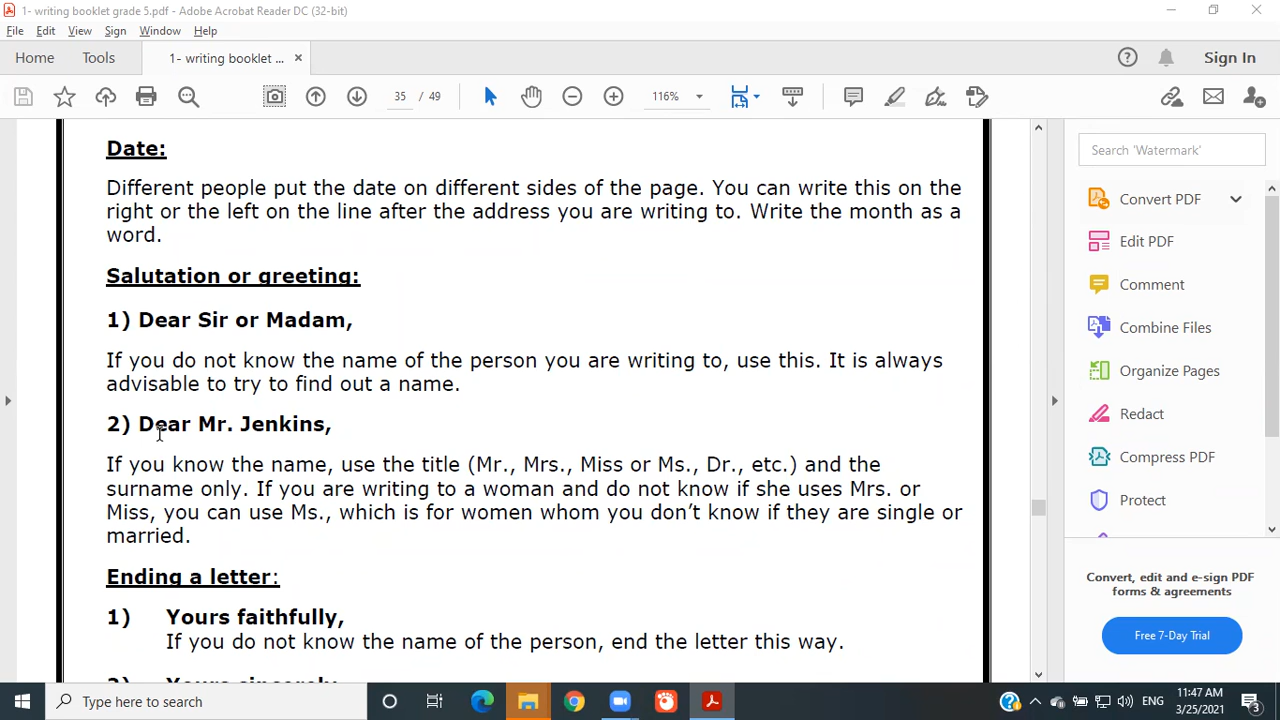 1- writing booklet grade 5.pdf - Adobe Acrobat Reader DC (32-bit)
File Edit View Sign Window Help
Home Tools 1- writing booklet ... × Sign In
35 / 49 116%
Date:
Different people put the date on different sides of the page. You can write this on the
right or the left on the line after the address you are writing to. Write the month as a
word.
Salutation or greeting:
1) Dear Sir or Madam,
If you do not know the name of the person you are writing to, use this. It is always
advisable to try to find out a name.
2) Dear Mr. Jenkins,
If you know the name, use the title (Mr., Mrs., Miss or Ms., Dr., etc.) and the
surname only. If you are writing to a woman and do not know if she uses Mrs. or
Miss, you can use Ms., which is for women whom you don’t know if they are single or
married.
Ending a letter:
1) Yours faithfully,
If you do not know the name of the person, end the letter this way.
2) Yours sincerely
Search 'Watermark'
Convert PDF
Edit PDF
Comment
Combine Files
Organize Pages
Redact
Compress PDF
Protect
Convert, edit and e-sign PDF
forms & agreements
Free 7-Day Trial
Type here to search
ENG
11:47 AM
3/25/2021
3